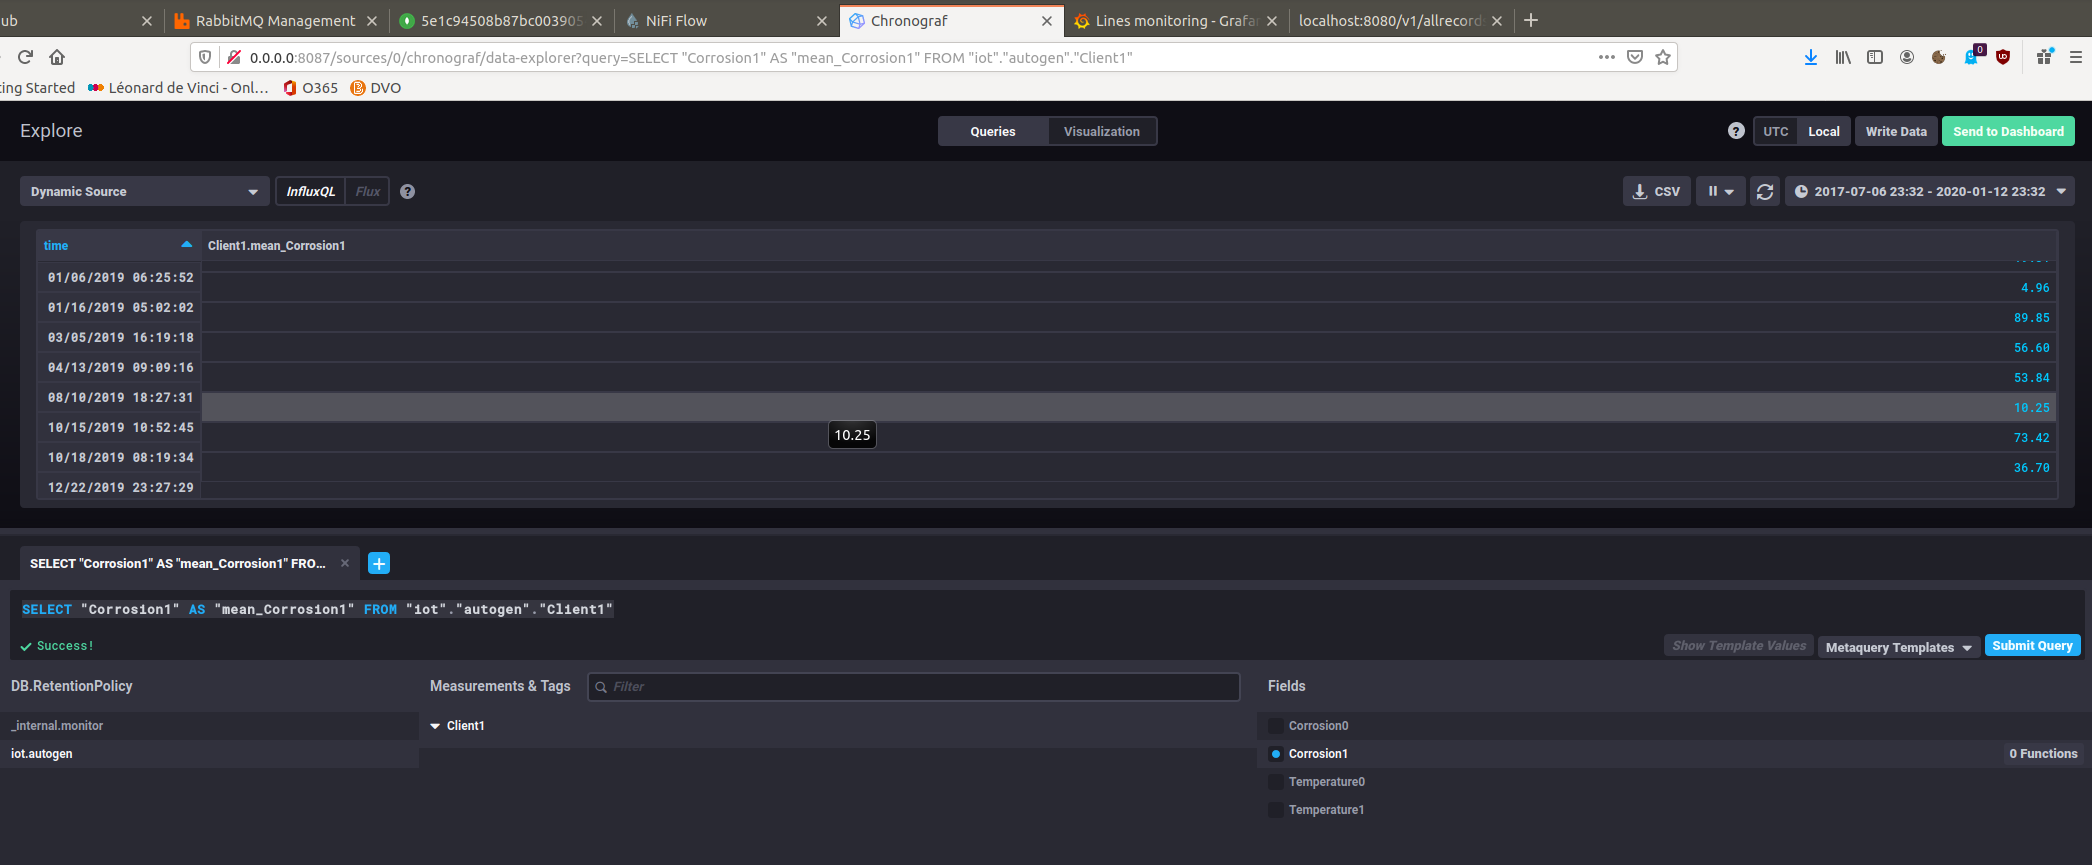 ub
RabbitMQ Management
5e1c94508b87bc003905
NiFi Flow
Chronograf
Lines monitoring - Grafa
localhost:8080/v1/allrecord
0.0.0.0:8087/sources/0/chronograf/data-explorer?query=SELECT "Corrosion1" AS "mean_Corrosion1" FROM "iot"."autogen"."Client1"
0
ting Started
Léonard de Vinci - Onl...
O365
DVO
Explore
Queries
Visualization
?
UTC
Local
Write Data
Send to Dashboard
Dynamic Source
InfluxQL
Flux
?
CSV
2017-07-06 23:32 - 2020-01-12 23:32
time
Client1.mean_Corrosion1
01/06/2019 06:25:52
4.96
01/16/2019 05:02:02
89.85
03/05/2019 16:19:18
56.60
04/13/2019 09:09:16
53.84
08/10/2019 18:27:31
10.25
10/15/2019 10:52:45
10.25
73.42
10/18/2019 08:19:34
36.70
12/22/2019 23:27:29
SELECT "Corrosion1" AS "mean_Corrosion1" FRO...
SELECT "Corrosion1" AS "mean_Corrosion1" FROM "iot"."autogen"."Client1"
Success!
Show Template Values
Metaquery Templates
Submit Query
DB.RetentionPolicy
Measurements & Tags
Filter
Fields
_internal.monitor
Client1
Corrosion0
iot.autogen
Corrosion1
0 Functions
Temperature0
Temperature1